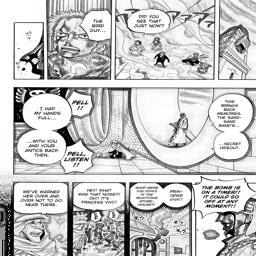 THE
BIRD
GUY...
DID YOU
SEE THAT
JUST NOW?
THIS
BRINGS
BACK
MEMORIES.
THE SAND-
SAND
BAND'S...
SECRET
HIDEOUT.
PELL
!!
I HAD
MY HANDS
FULL...
...WITH YOU
AND YOUR
ANTICS BACK
THEN.
PELL,
LISTEN
!!
WE'VE WARNED
HER OVER AND
OVER NOT TO
GO NEAR
THERE.
HEY! WHAT
WAS THAT
NOISE?!
OH! IT'S
PRINCESS
VIVI!
WHAT WERE
YOU DOING
IN THE
PRIN-
CESS
VIVI?!
THE BOMB IS
ON A TIMER!!
IT COULD
GO OFF AT
ANY
MOMENT!!